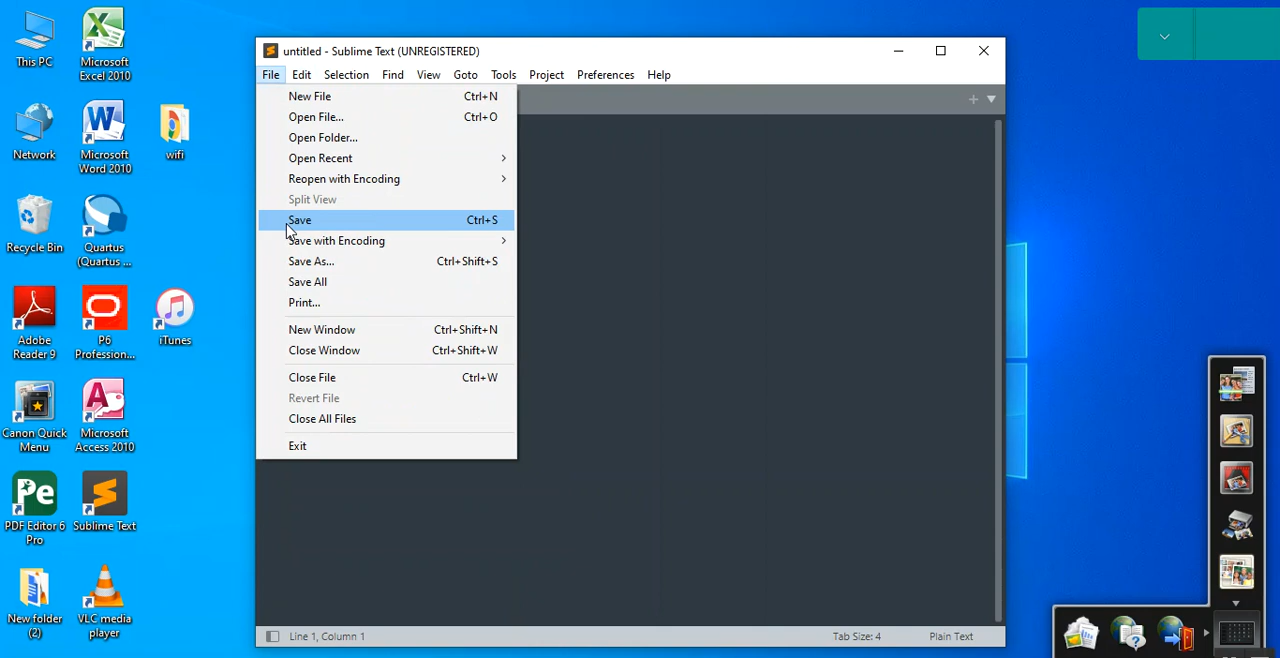 This PC
Microsoft
Excel 2010
Network
Microsoft
Word 2010
wifi
Recycle Bin
Quartus
(Quartus ...
Adobe
Reader 9
P6
Profession...
iTunes
Canon Quick
Menu
Microsoft
Access 2010
PDF Editor 6
Pro
Sublime Text
New folder
(2)
VLC media
player
untitled - Sublime Text (UNREGISTERED)
File Edit Selection Find View Goto Tools Project Preferences Help
New File Ctrl+N
Open File... Ctrl+O
Open Folder...
Open Recent
Reopen with Encoding
Split View
Save Ctrl+S
Save with Encoding
Save As... Ctrl+Shift+S
Save All
Print...
New Window Ctrl+Shift+N
Close Window Ctrl+Shift+W
Close File Ctrl+W
Revert File
Close All Files
Exit
Line 1, Column 1 Tab Size: 4 Plain Text
Pe